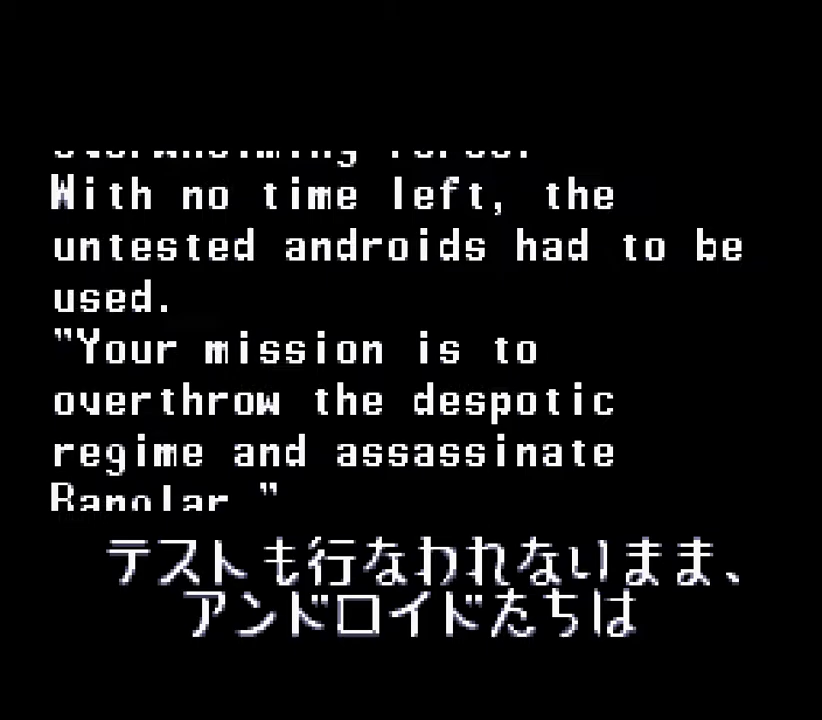 With no time left, the
untested androids had to be
used.
"Your mission is to
overthrow the despotic
regime and assassinate
テストも行なわれないまま、
アンドロイドたちは